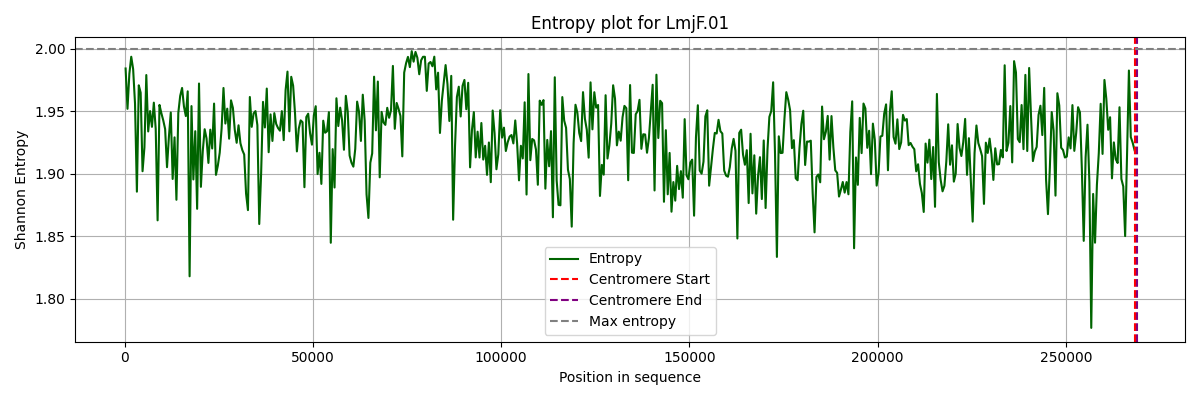 Entropy plot for LmjF.01
Shannon Entropy
2.00
1.95
1.90
1.85
1.80
Entropy
Centromere Start
Centromere End
Max entropy
0 50000 100000 150000 200000 250000
Position in sequence